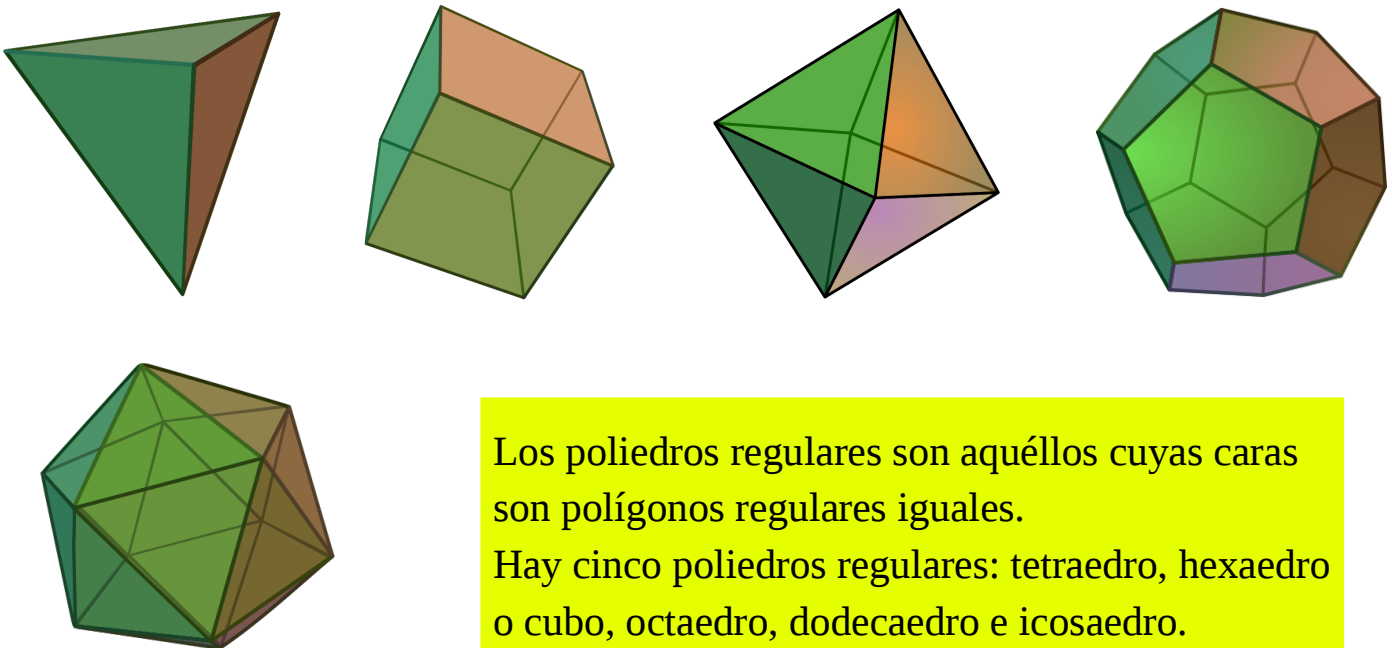 Los poliedros regulares son aquéllos cuyas caras
son polígonos regulares iguales.
Hay cinco poliedros regulares: tetraedro, hexaedro
o cubo, octaedro, dodecaedro e icosaedro.